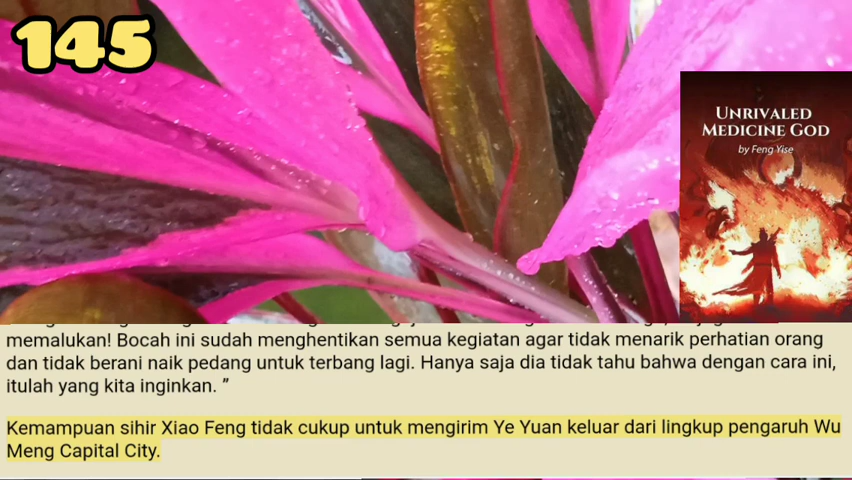 145
UNRIVALED
MEDICINE GOD
by Feng Yise
memalukan! Bocah ini sudah menghentikan semua kegiatan agar tidak menarik perhatian orang
dan tidak berani naik pedang untuk terbang lagi. Hanya saja dia tidak tahu bahwa dengan cara ini,
itulah yang kita inginkan. ”
Kemampuan sihir Xiao Feng tidak cukup untuk mengirim Ye Yuan keluar dari lingkup pengaruh Wu
Meng Capital City.